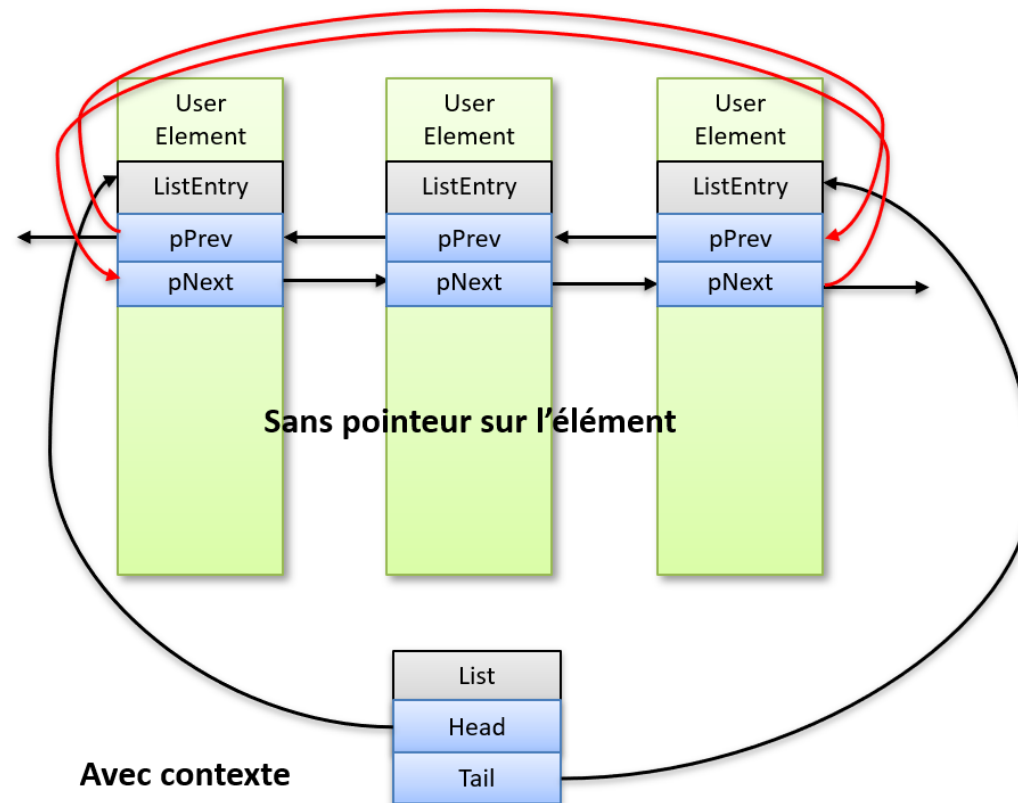 User
Element
User
Element
User
Element
ListEntry
ListEntry
ListEntry
pPrev
pPrev
pPrev
pNext
pNext
pNext
Sans pointeur sur l’élément
List
Head
Avec contexte
Tail